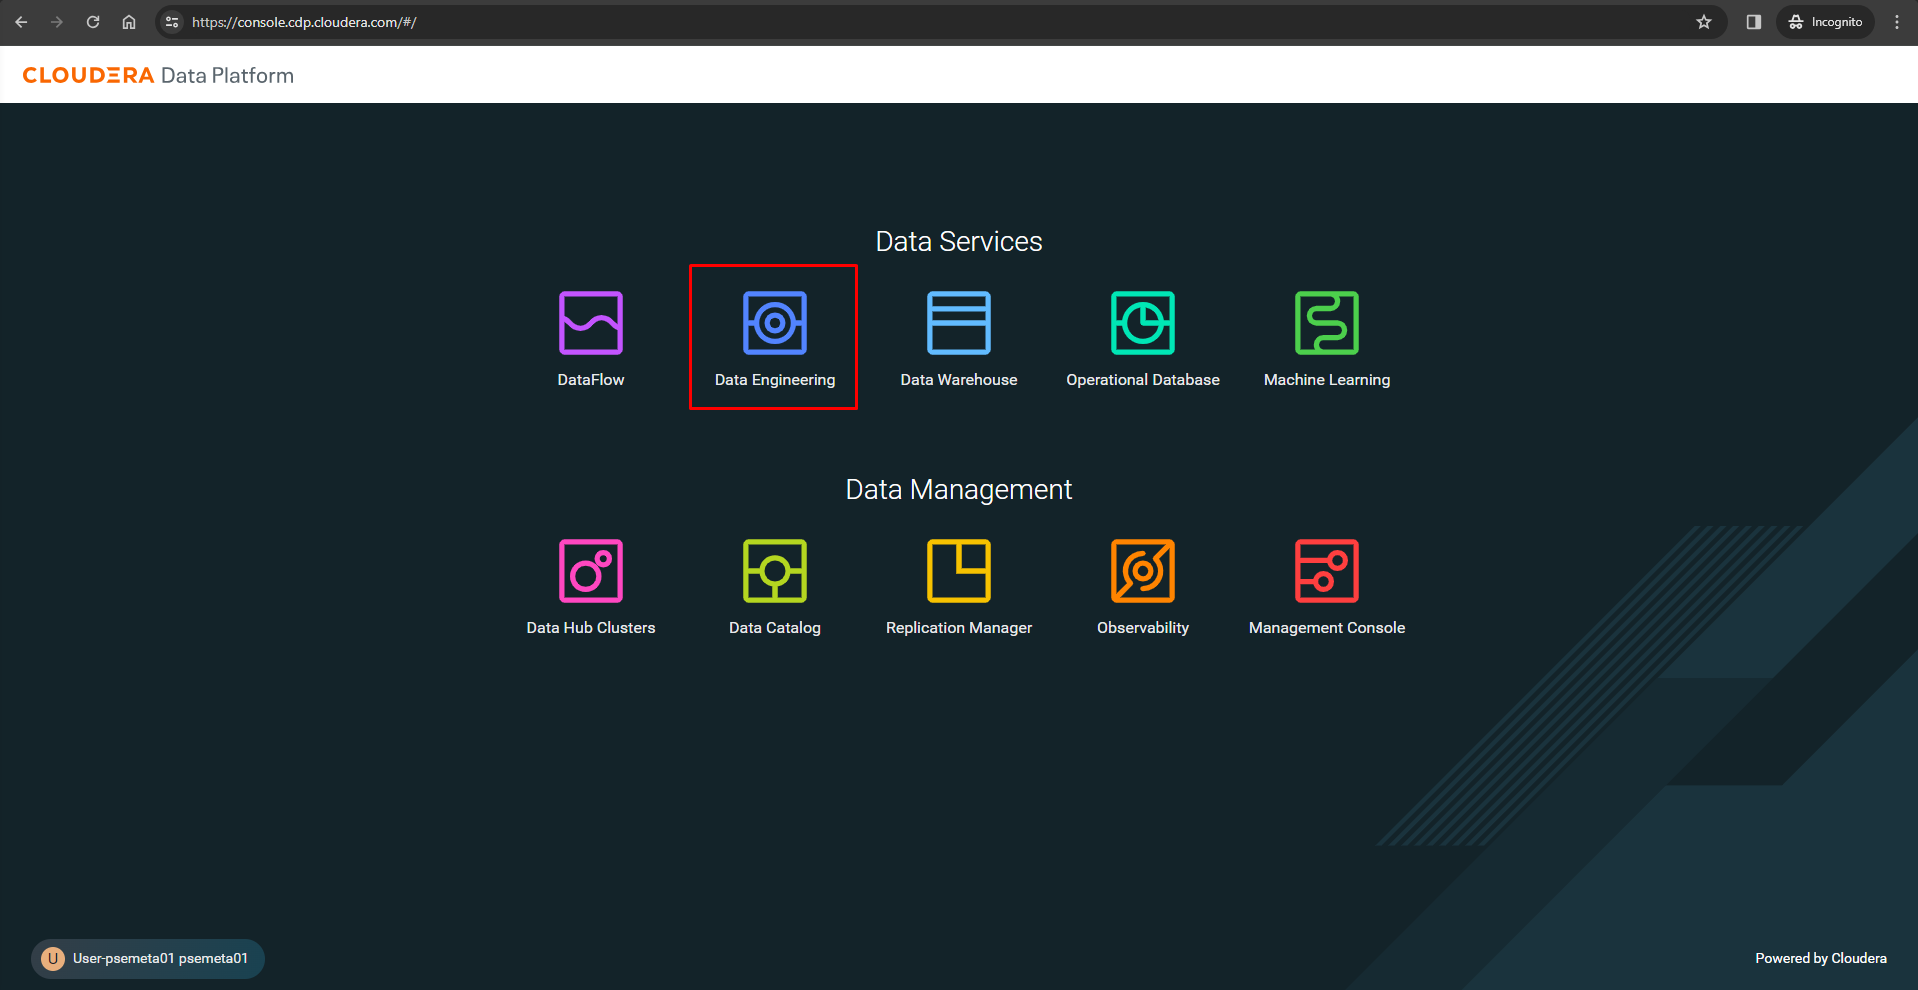 https://console.cdp.cloudera.com/#/
Incognito
CLOUDERA Data Platform
Data Services
DataFlow
Data Engineering
Data Warehouse
Operational Database
Machine Learning
Data Management
Data Hub Clusters
Data Catalog
Replication Manager
Observability
Management Console
U User-psemeta01 psemeta01
Powered by Cloudera